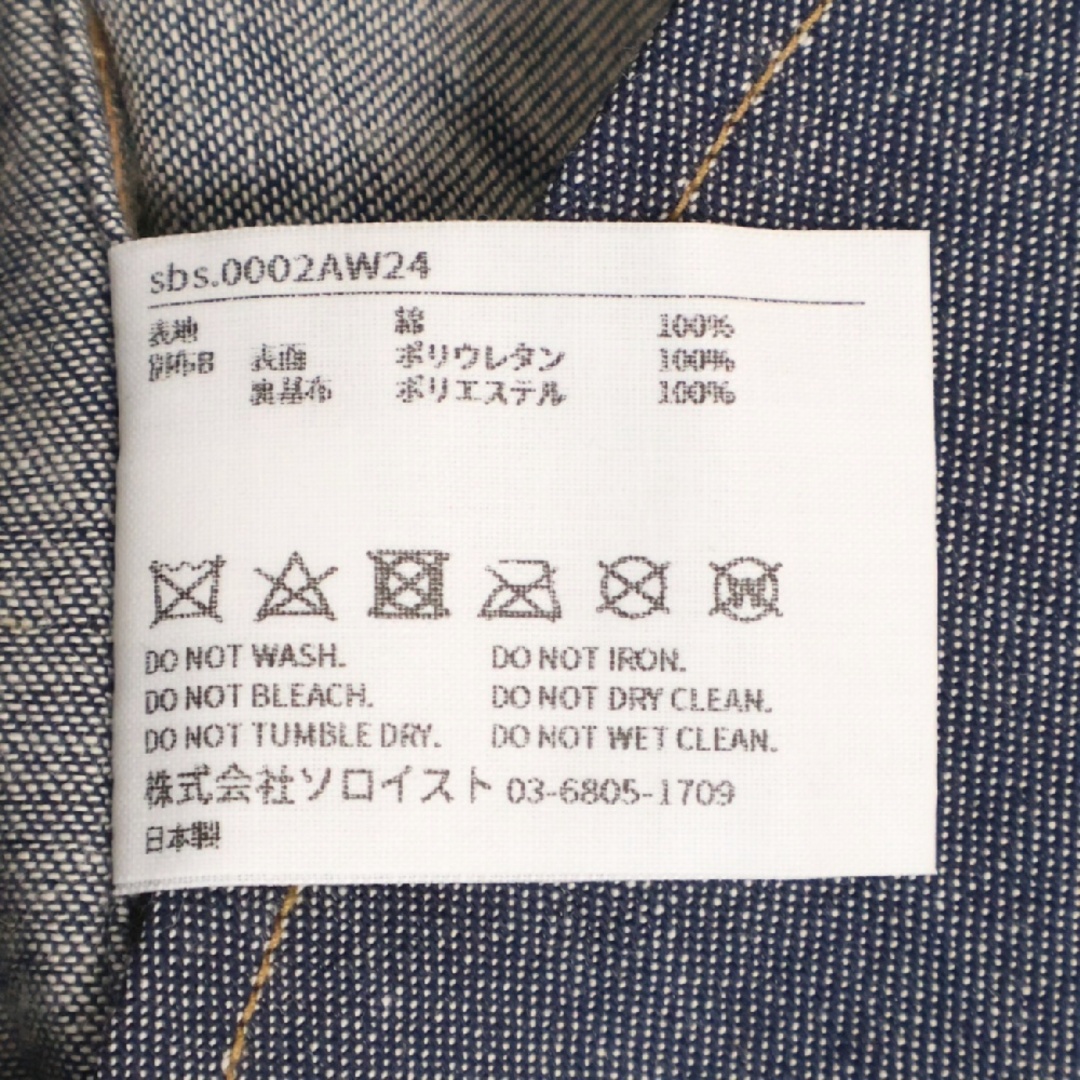 sbs.0002AW24
表地 綿 100%
別布B 表面 ポリウレタン 100%
裏基布 ポリエステル 100%
W
DO NOT WASH. DO NOT IRON.
DO NOT BLEACH. DO NOT DRY CLEAN.
DO NOT TUMBLE DRY. DO NOT WET CLEAN.
株式会社ソロイスト 03-6805-1709
日本製